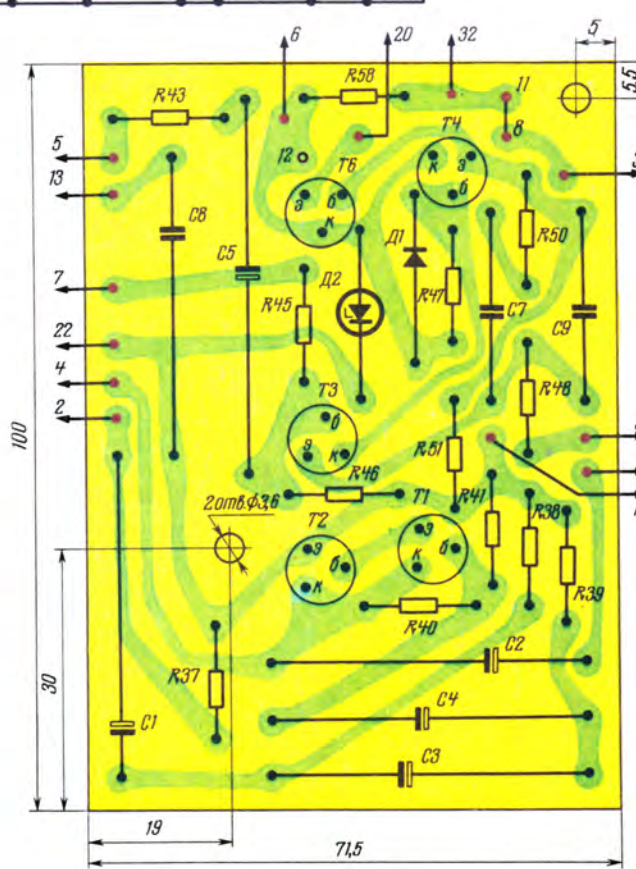 6 20 32 5
R58 11 5,5
R43
8
5 T4
12 T6 К Э
13
Э Б Б
К
C8 R50
C5 Д1
7 Д2
R45 R47 C7 C9
22
4 T3 R48
2 Б
100
Э К
R51
R46 T1 R41
2отв.ф3,6
T2 Э R38
Э Б К Б
К
R39
R40
30
R37 C2
C4
C1
C3
19
71,5